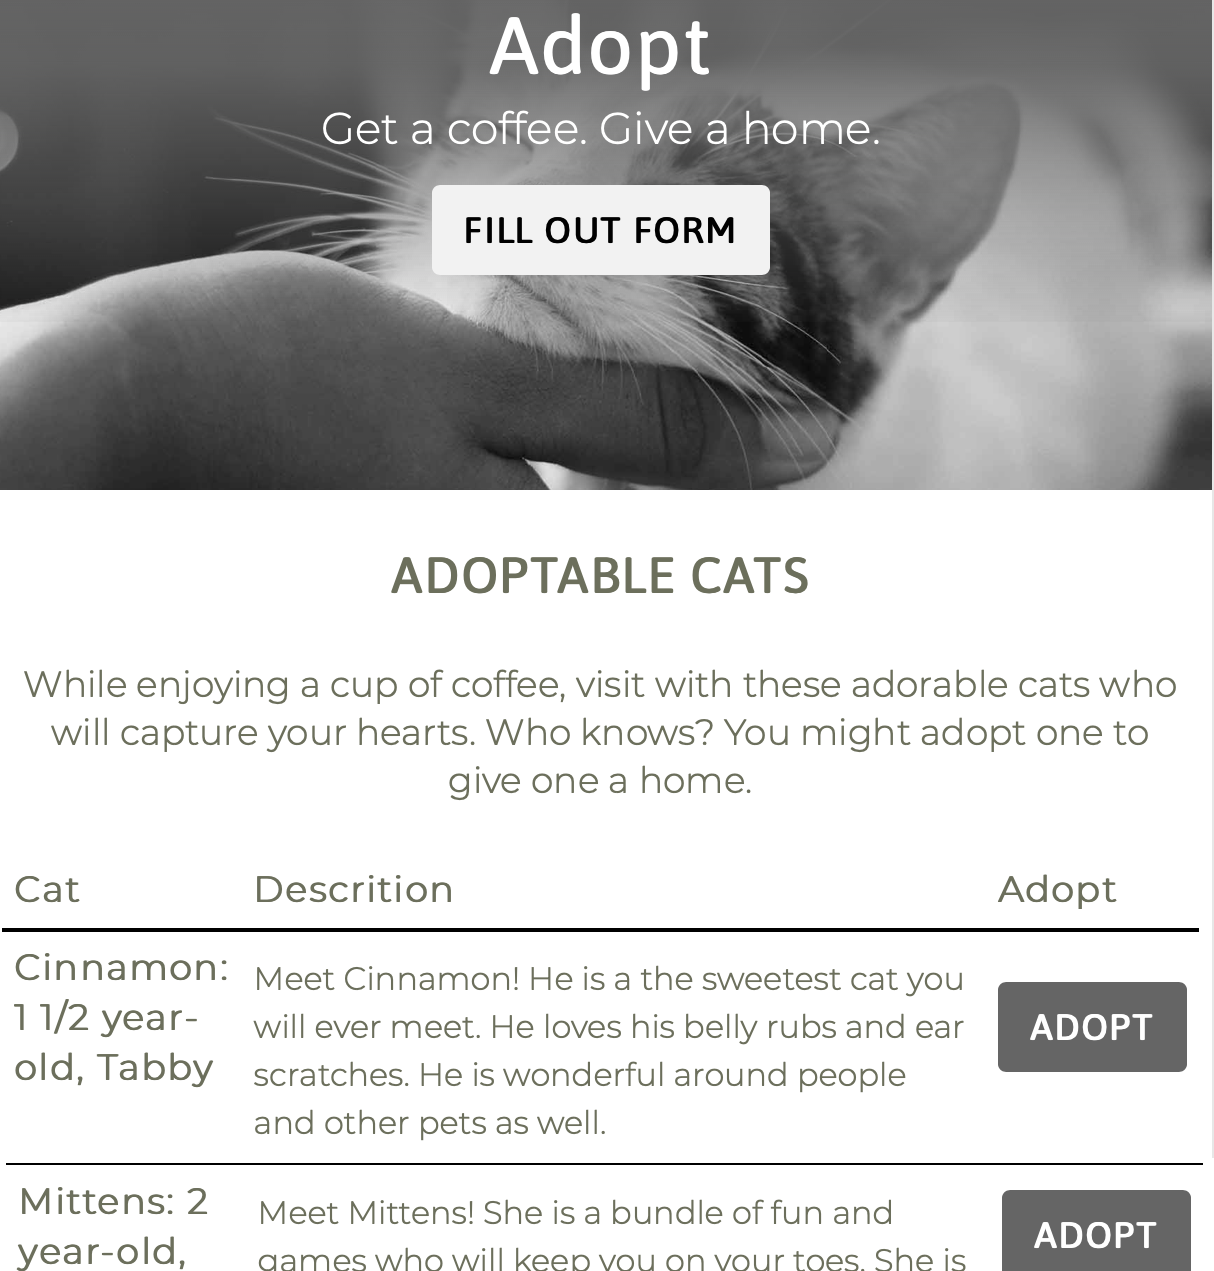 Adopt
Get a coffee. Give a home.
FILL OUT FORM
ADOPTABLE CATS
While enjoying a cup of coffee, visit with these adorable cats who
will capture your hearts. Who knows? You might adopt one to
give one a home.
Cat
Descrition
Adopt
Cinnamon:
1 1/2 year-
old, Tabby
Meet Cinnamon! He is a the sweetest cat you
will ever meet. He loves his belly rubs and ear
scratches. He is wonderful around people
and other pets as well.
ADOPT
Mittens: 2
year-old,
Meet Mittens! She is a bundle of fun and
games who will keep you on your toes. She is
ADOPT